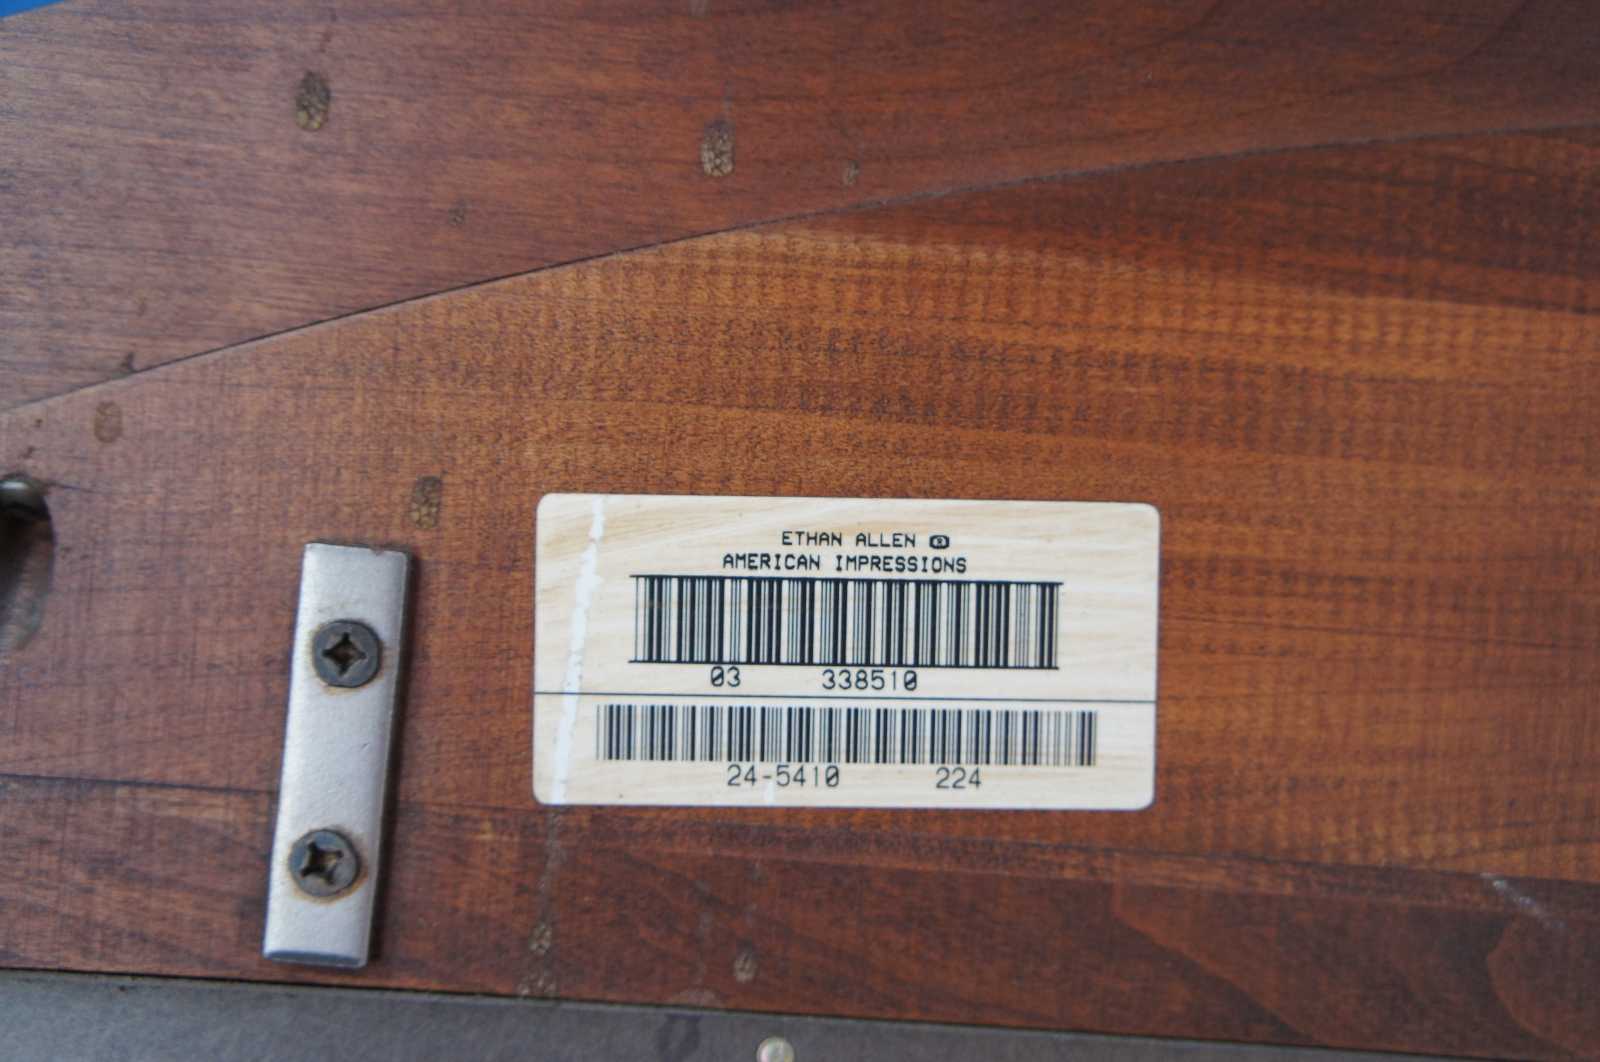 ETHAN ALLEN ®
AMERICAN IMPRESSIONS
03 338510
24-5410 224